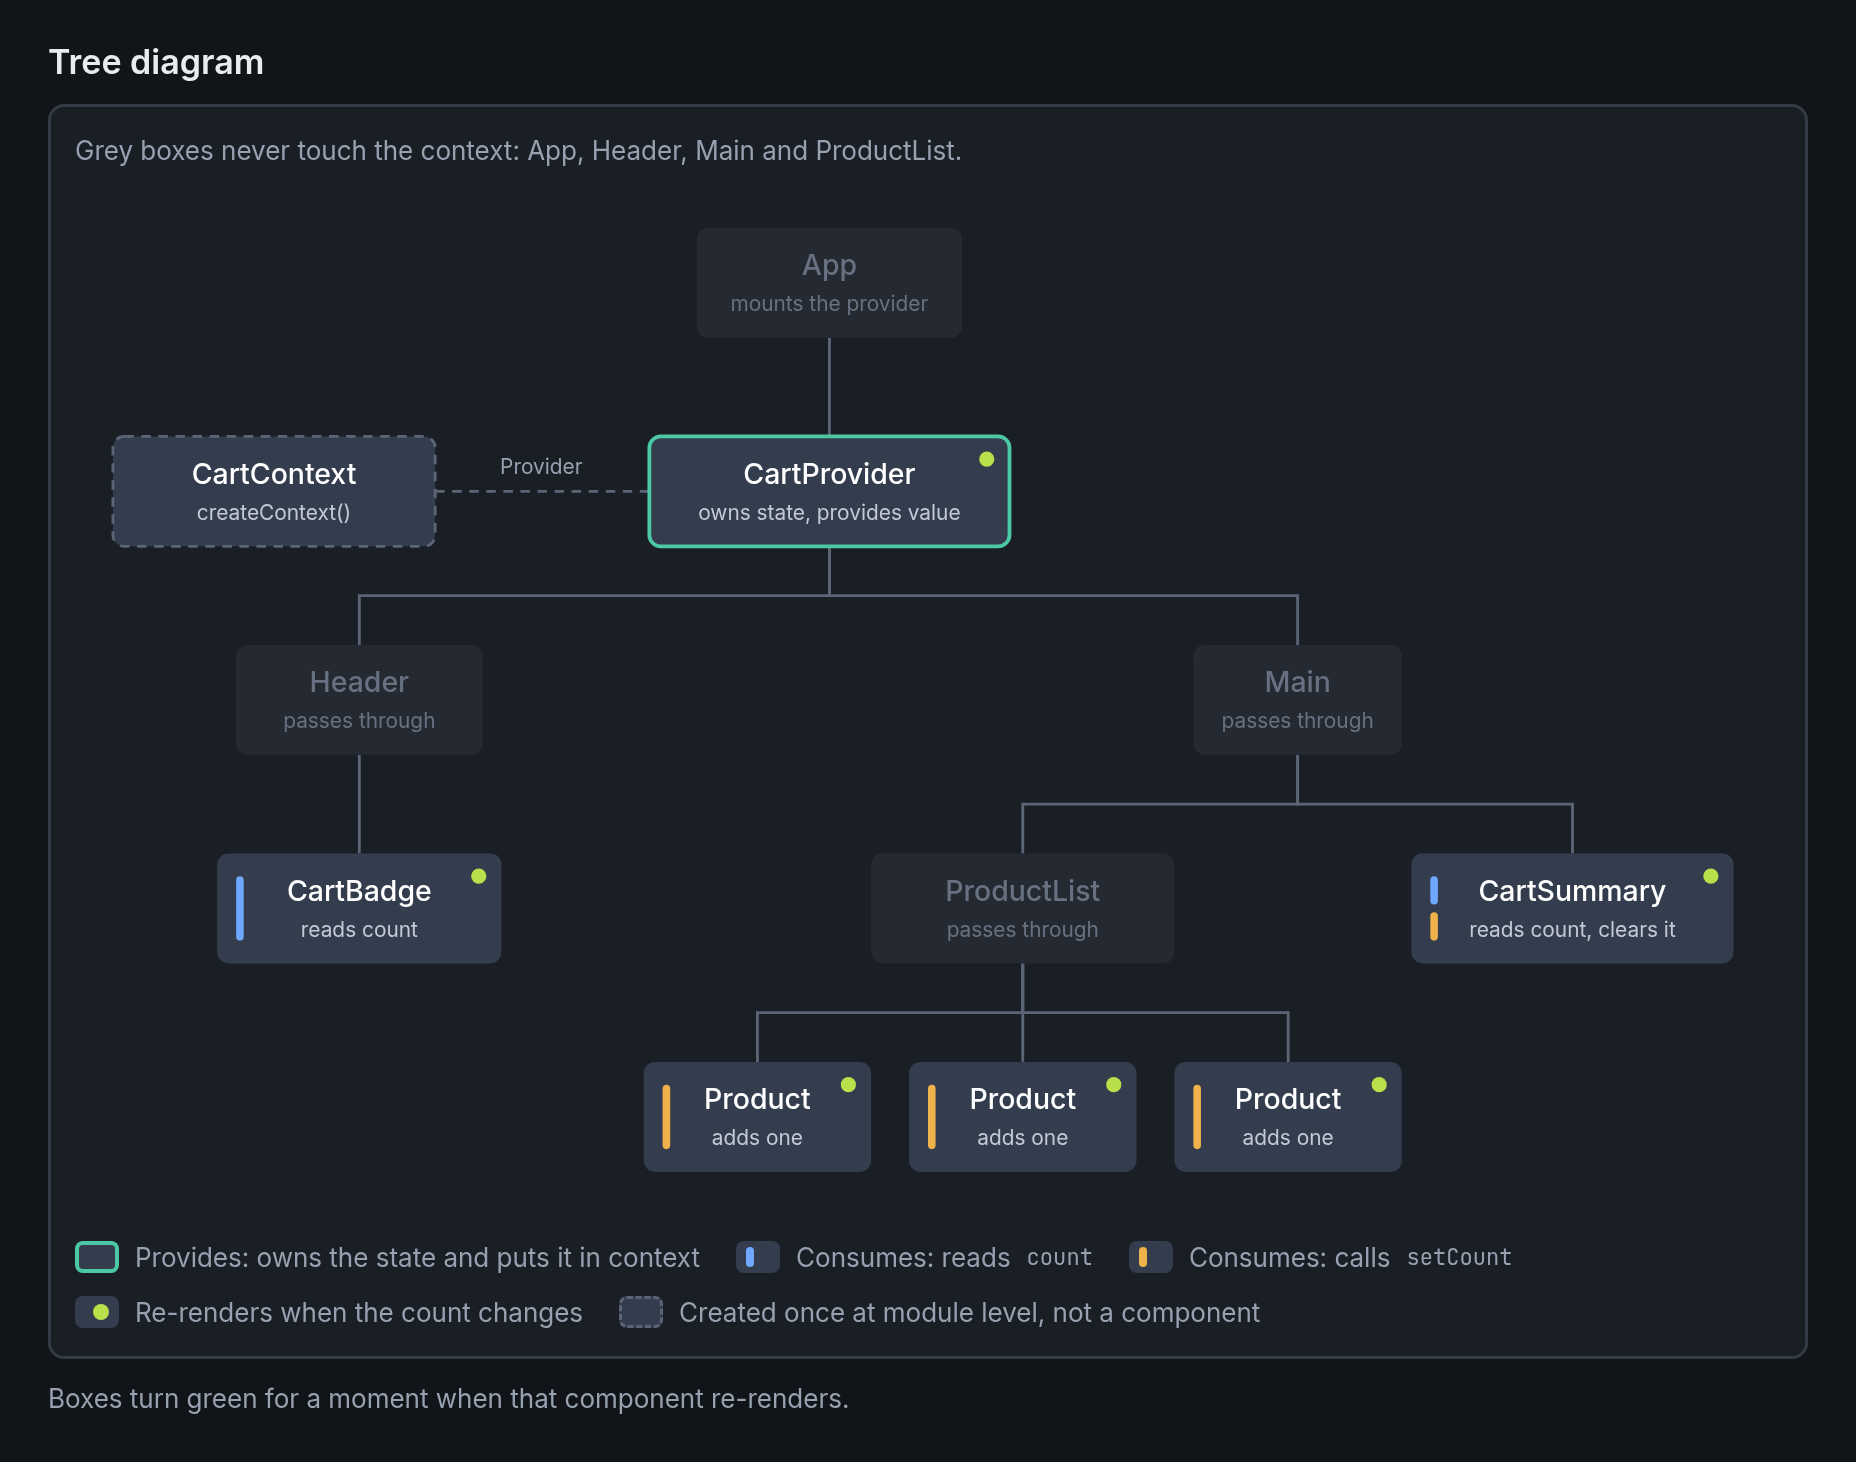 Tree diagram
Grey boxes never touch the context: App, Header, Main and ProductList.
App
mounts the provider
CartContext
createContext()
Provider
CartProvider
owns state, provides value
Header
passes through
Main
passes through
CartBadge
reads count
ProductList
passes through
CartSummary
reads count, clears it
Product
adds one
Product
adds one
Product
adds one
Provides: owns the state and puts it in context
Consumes: reads count
Consumes: calls setCount
Re-renders when the count changes
Created once at module level, not a component
Boxes turn green for a moment when that component re-renders.